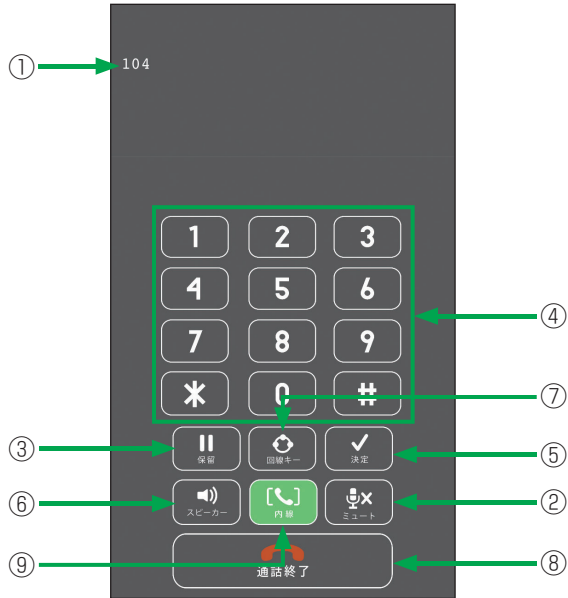 ① 104
1 2 3
4 5 6
④
7 8 9
⑦
* 0 #
③ 保留 回線キー 決定 ⑤
⑥ スピーカー 内線 ミュート ②
⑨ 通話終了 ⑧